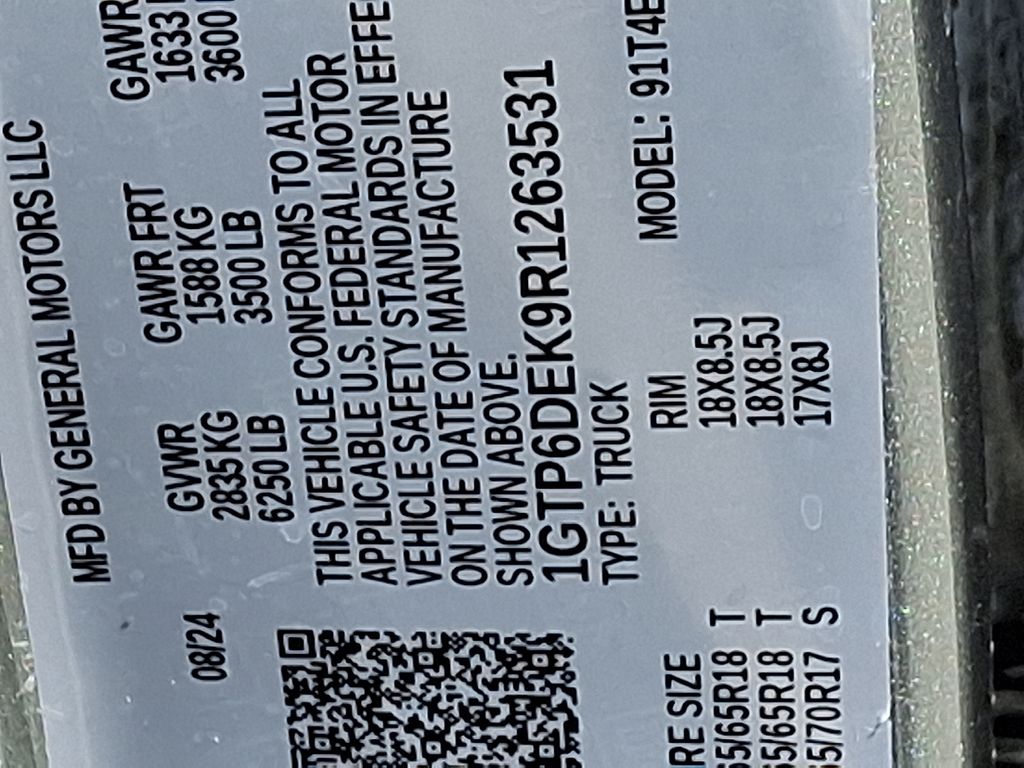 MFD BY GENERAL MOTORS LLC
08/24 GVWR GAWR FRT GAWR
2835 KG 1588 KG 1633
6250 LB 3500 LB 3600
THIS VEHICLE CONFORMS TO ALL
APPLICABLE U.S. FEDERAL MOTOR
VEHICLE SAFETY STANDARDS IN EFFE
ON THE DATE OF MANUFACTURE
SHOWN ABOVE.
1GTP6DEK9R1263531
TYPE: TRUCK MODEL: 91T4E
RE SIZE RIM
5/65R18 T 18X8.5J
5/65R18 T 18X8.5J
5/70R17 S 17X8J